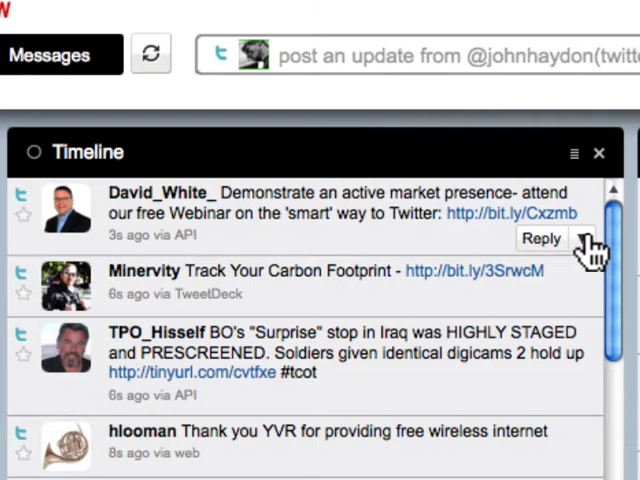 W
Messages
post an update from @johnhaydon(twitte
Timeline
David_White_ Demonstrate an active market presence- attend
our free Webinar on the 'smart' way to Twitter: http://bit.ly/Cxzmb
3s ago via API
Reply
Minervity Track Your Carbon Footprint - http://bit.ly/3SrwcM
6s ago via TweetDeck
TPO_Hisself BO's "Surprise" stop in Iraq was HIGHLY STAGED
and PRESCREENED. Soldiers given identical digicams 2 hold up
http://tinyurl.com/cvtfxe #tcot
6s ago via API
hlooman Thank you YVR for providing free wireless internet
8s ago via web